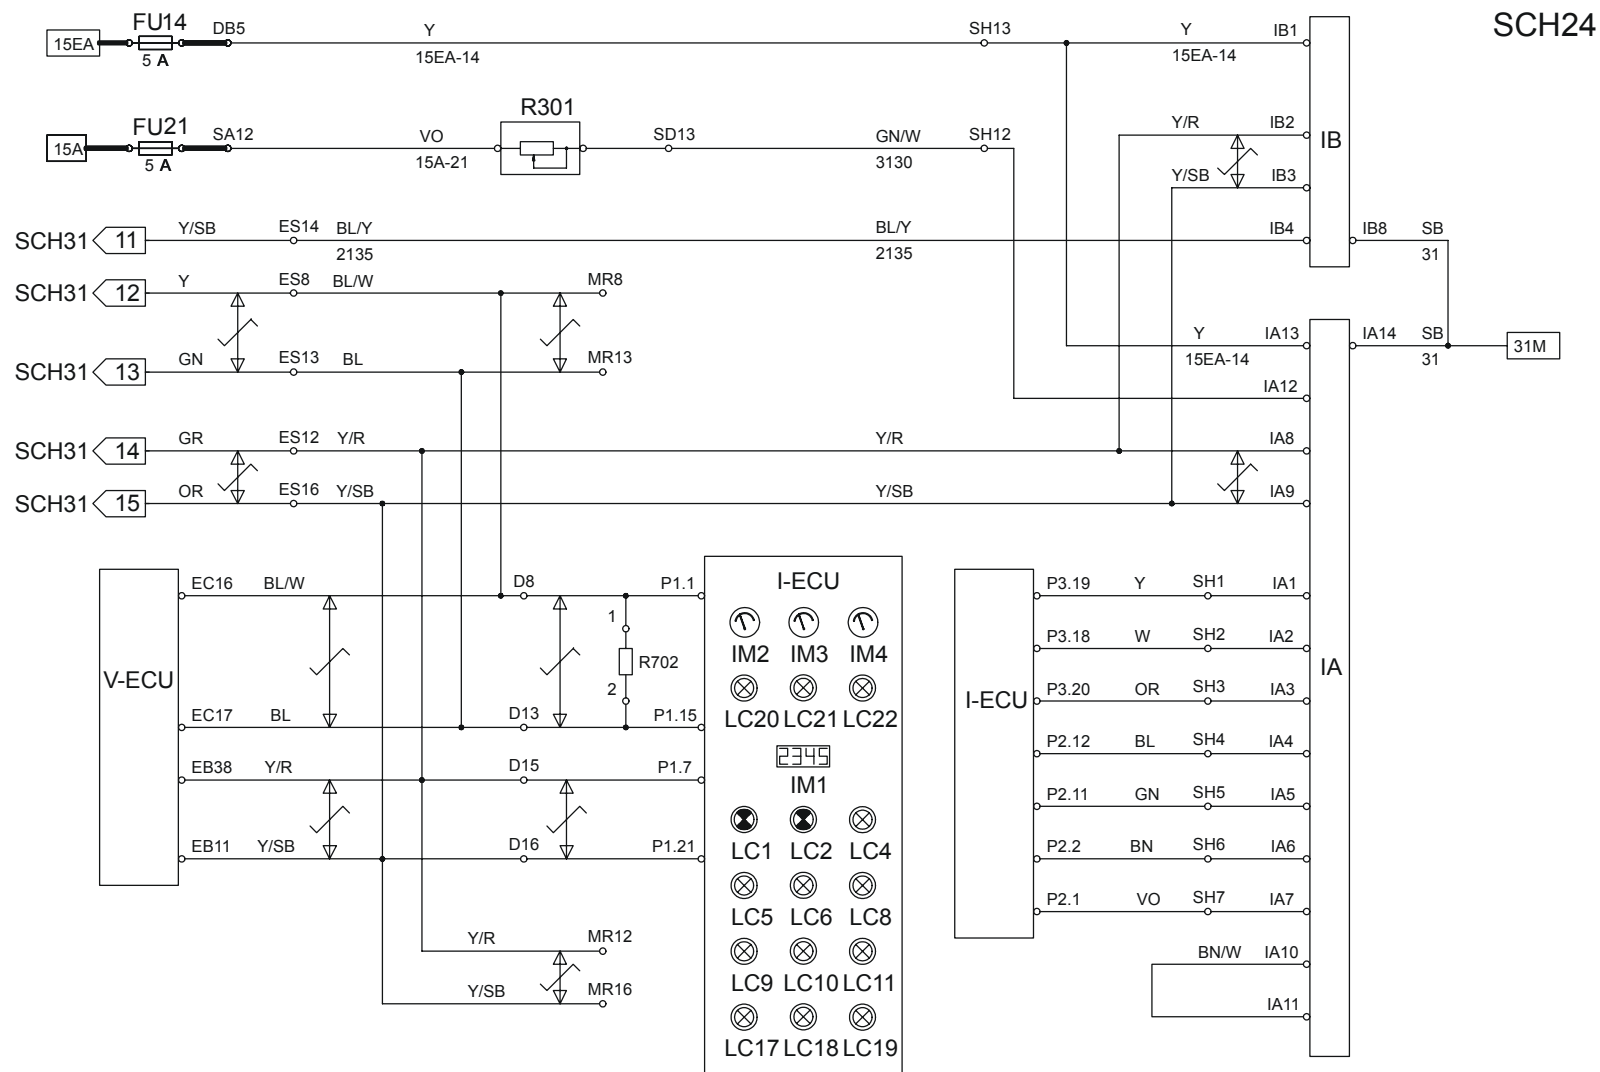 SCH24
FU14 DB5 Y SH13 Y IB1
15EA 5 A 15EA-14 15EA-14
R301
FU21 SA12 VO SD13 GN/W SH12 Y/R IB2
15A 5 A 15A-21 3130 IB
Y/SB IB3
SCH31 11 Y/SB ES14 BL/Y BL/Y IB4 IB8 SB
2135 2135 31
SCH31 12 Y ES8 BL/W MR8
Y IA13 IA14 SB
15EA-14 31 31M
SCH31 13 GN ES13 BL MR13
IA12
SCH31 14 GR ES12 Y/R Y/R IA8
SCH31 15 OR ES16 Y/SB Y/SB IA9
EC16 BL/W D8 P1.1 I-ECU P3.19 Y SH1 IA1
1
P3.18 W SH2 IA2
R702 IM2 IM3 IM4 IA
V-ECU 2 P3.20 OR SH3 IA3
I-ECU
EC17 BL D13 P1.15 LC20 LC21 LC22
P2.12 BL SH4 IA4
2345
EB38 Y/R D15 P1.7 IM1
P2.11 GN SH5 IA5
EB11 Y/SB D16 P1.21 LC1 LC2 LC4 P2.2 BN SH6 IA6
P2.1 VO SH7 IA7
LC5 LC6 LC8
Y/R MR12
BN/W IA10
LC9 LC10 LC11
Y/SB MR16
IA11
LC17 LC18 LC19